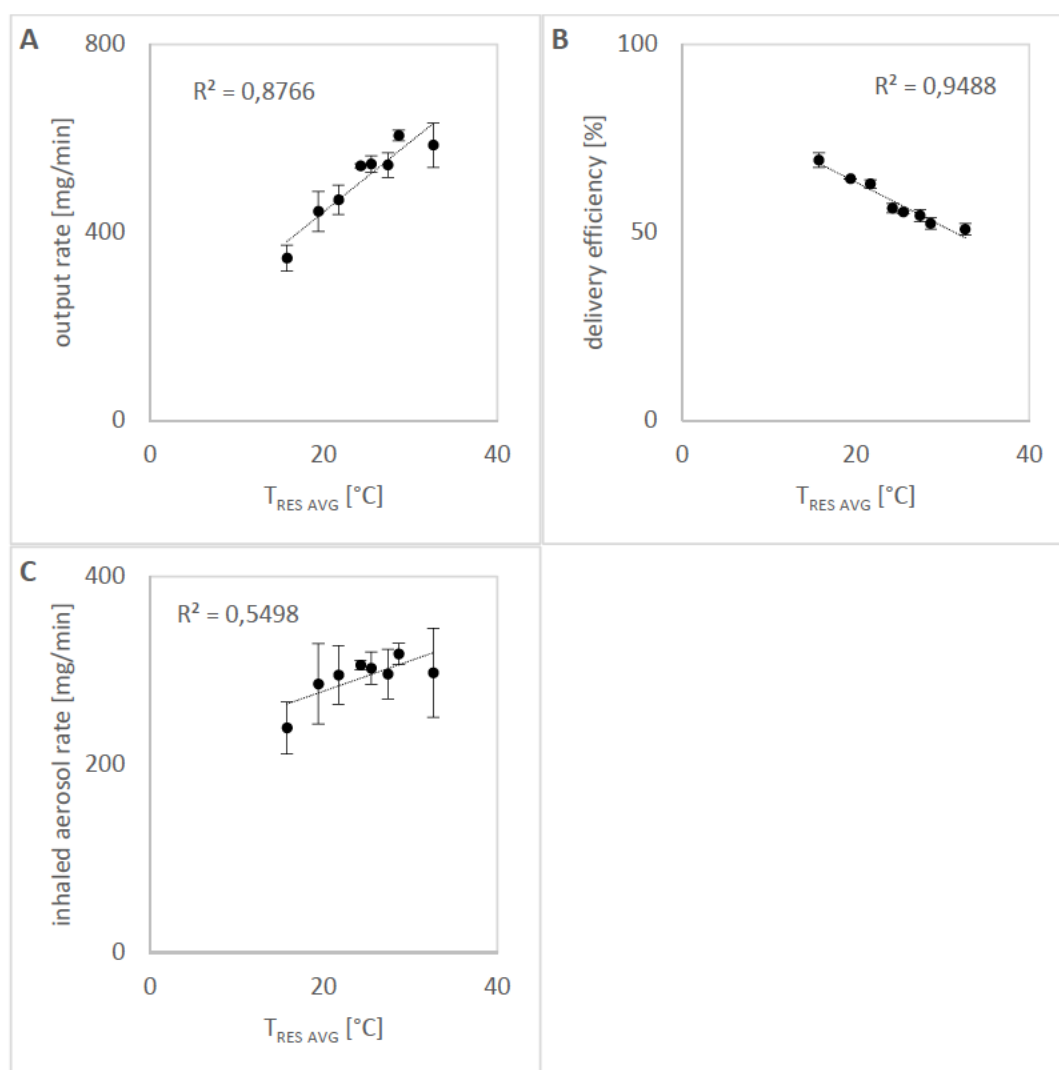 A
800
R² = 0,8766
output rate [mg/min]
400
0
0 20 40
T RES AVG [°C]
B
100
R² = 0,9488
delivery efficiency [%]
50
0
0 20 40
T RES AVG [°C]
C
400
R² = 0,5498
inhaled aerosol rate [mg/min]
200
0
0 20 40
T RES AVG [°C]